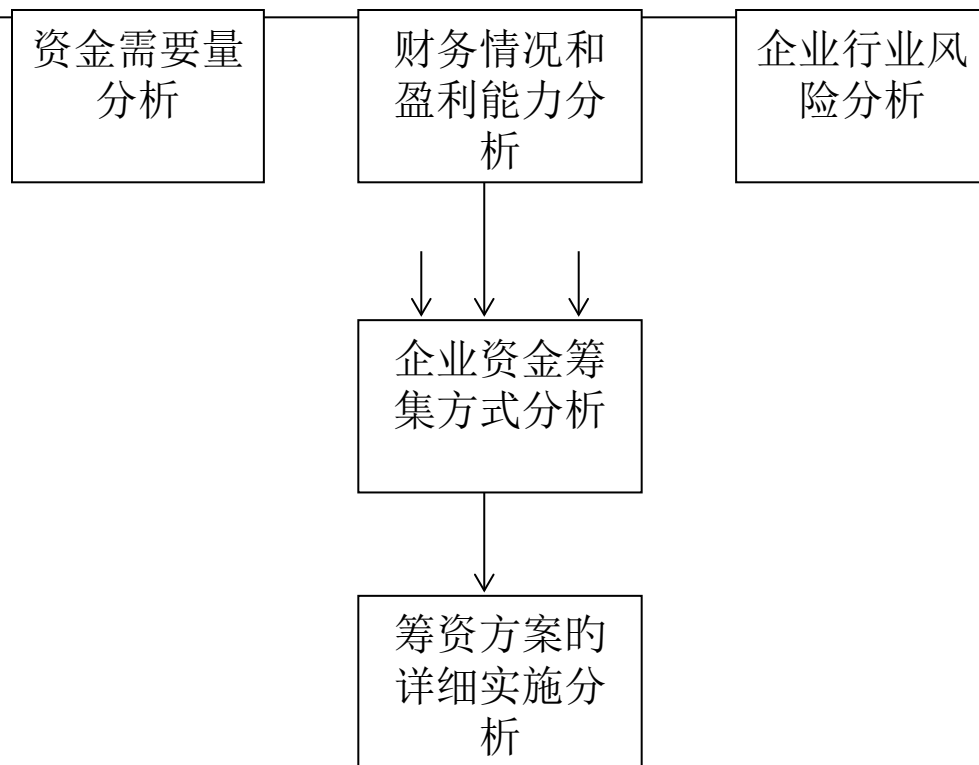 资金需要量
分析
财务情况和
盈利能力分
析
企业行业风
险分析
企业资金筹
集方式分析
筹资方案旳
详细实施分
析